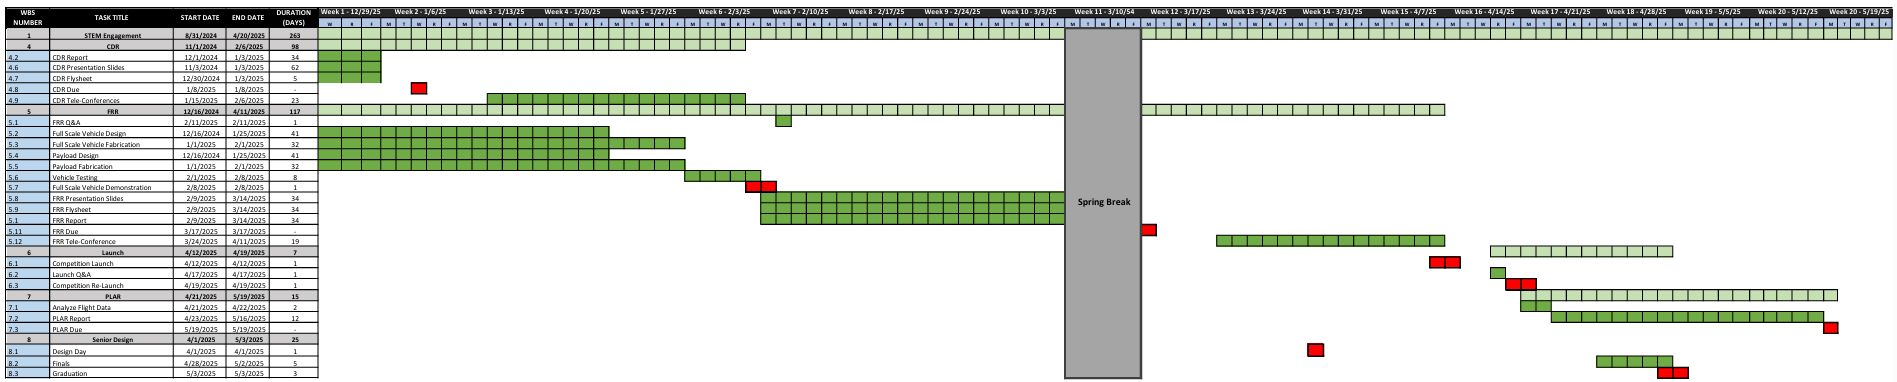 WBS NUMBER TASK TITLE START DATE END DATE DURATION (DAYS) Week 1 - 12/29/25 Week 2 - 1/6/25 Week 3 - 1/13/25 Week 4 - 1/20/25 Week 5 - 1/27/25 Week 6 - 2/3/25 Week 7 - 2/10/25 Week 8 - 2/17/25 Week 9 - 2/24/25 Week 10 - 3/3/25 Week 11 - 3/10/54 Week 12 - 3/17/25 Week 13 - 3/24/25 Week 14 - 3/31/25 Week 15 - 4/7/25 Week 16 - 4/14/25 Week 17 - 4/21/25 Week 18 - 4/28/25 Week 19 - 5/5/25 Week 20 - 5/12/25 Week 20 - 5/19/25
W R F M T W R F M T W R F M T W R F M T W R F M T W R F M T W R F M T W R F M T W R F M T W R F M T W R F M T W R F M T W R F M T W R F M T W R F M T W R F M T W R F M T W R F M T W R F M T W R F M T W R F
1 STEM Engagement 8/31/2024 4/20/2025 263
4 CDR 11/1/2024 2/6/2025 98
4.2 CDR Report 12/1/2024 1/3/2025 34
4.6 CDR Presentation Slides 11/3/2024 1/3/2025 62
4.7 CDR Flysheet 12/30/2024 1/3/2025 5
4.8 CDR Due 1/8/2025 1/8/2025 -
4.9 CDR Tele-Conferences 1/15/2025 2/6/2025 23
5 FRR 12/16/2024 4/11/2025 117
5.1 FRR Q&A 2/11/2025 2/11/2025 1
5.2 Full Scale Vehicle Design 12/16/2024 1/25/2025 41
5.3 Full Scale Vehicle Fabrication 1/1/2025 2/1/2025 32
5.4 Payload Design 12/16/2024 1/25/2025 41
5.5 Payload Fabrication 1/1/2025 2/1/2025 32
5.6 Vehicle Testing 2/1/2025 2/8/2025 8
5.7 Full Scale Vehicle Demonstration 2/8/2025 2/8/2025 1
5.8 FRR Presentation Slides 2/9/2025 3/14/2025 34
5.9 FRR Flysheet 2/9/2025 3/14/2025 34
5.1 FRR Report 2/9/2025 3/14/2025 34
5.11 FRR Due 3/17/2025 3/17/2025 -
5.12 FRR Tele-Conference 3/24/2025 4/11/2025 19
6 Launch 4/12/2025 4/19/2025 7
6.1 Competition Launch 4/12/2025 4/12/2025 1
6.2 Launch Q&A 4/17/2025 4/17/2025 1
6.3 Competition Re-Launch 4/19/2025 4/19/2025 1
7 PLAR 4/21/2025 5/19/2025 15
7.1 Analyze Flight Data 4/21/2025 4/22/2025 2
7.2 PLAR Report 4/23/2025 5/16/2025 12
7.3 PLAR Due 5/19/2025 5/19/2025 -
8 Senior Design 4/1/2025 5/3/2025 25
8.1 Design Day 4/1/2025 4/1/2025 1
8.2 Finals 4/28/2025 5/2/2025 5
8.3 Graduation 5/3/2025 5/3/2025 3
Spring Break